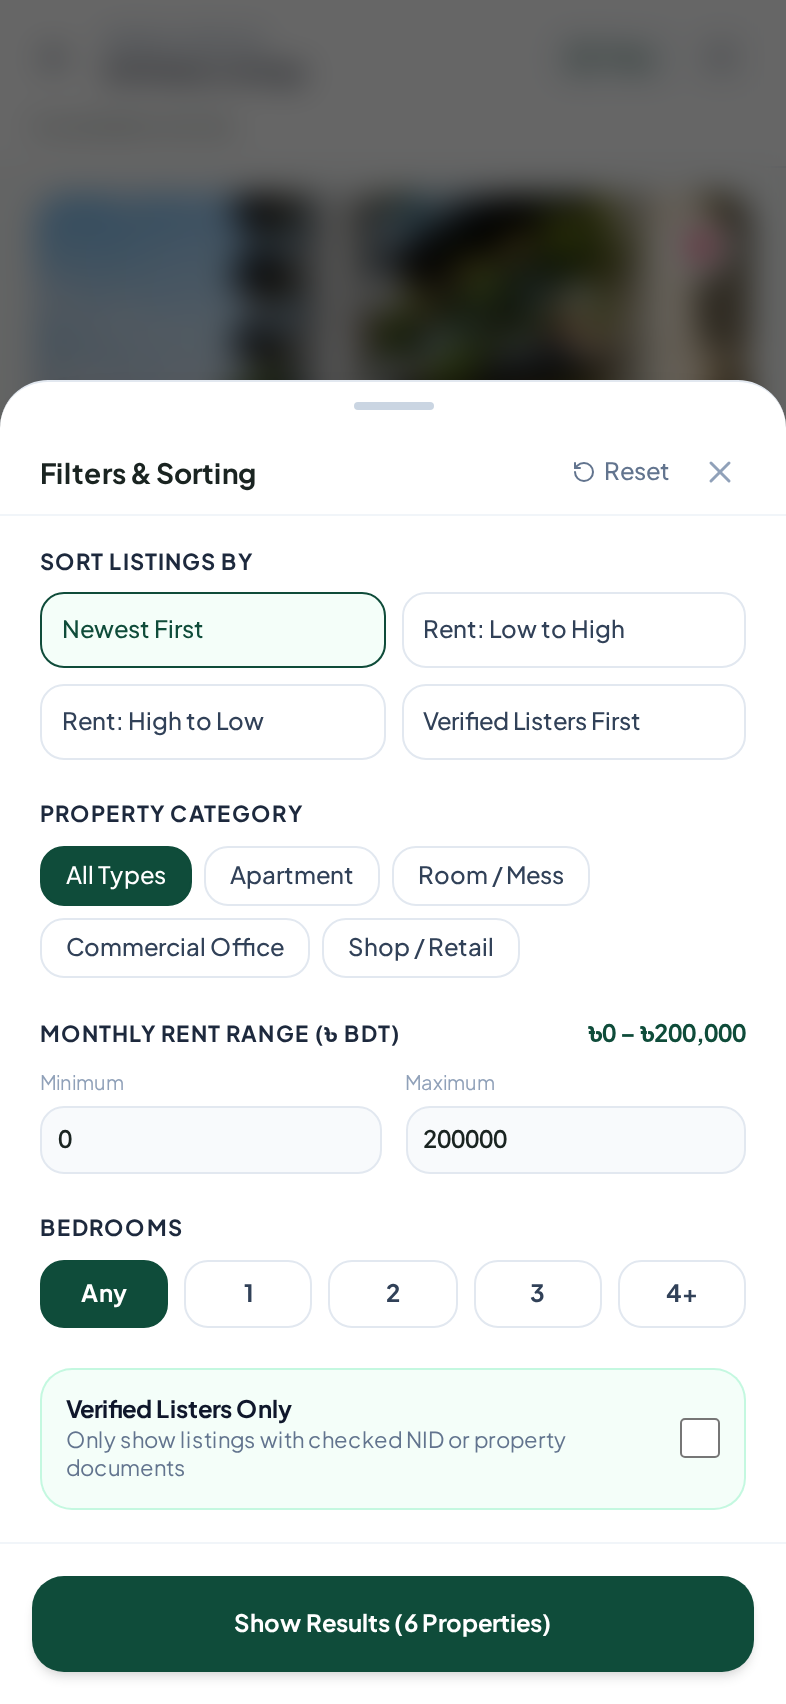 Filters & Sorting
Reset
SORT LISTINGS BY
Newest First
Rent: Low to High
Rent: High to Low
Verified Listers First
PROPERTY CATEGORY
All Types
Apartment
Room / Mess
Commercial Office
Shop / Retail
MONTHLY RENT RANGE (৳ BDT)
৳0 – ৳200,000
Minimum
Maximum
0
200000
BEDROOMS
Any
1
2
3
4+
Verified Listers Only
Only show listings with checked NID or property
documents
Show Results (6 Properties)